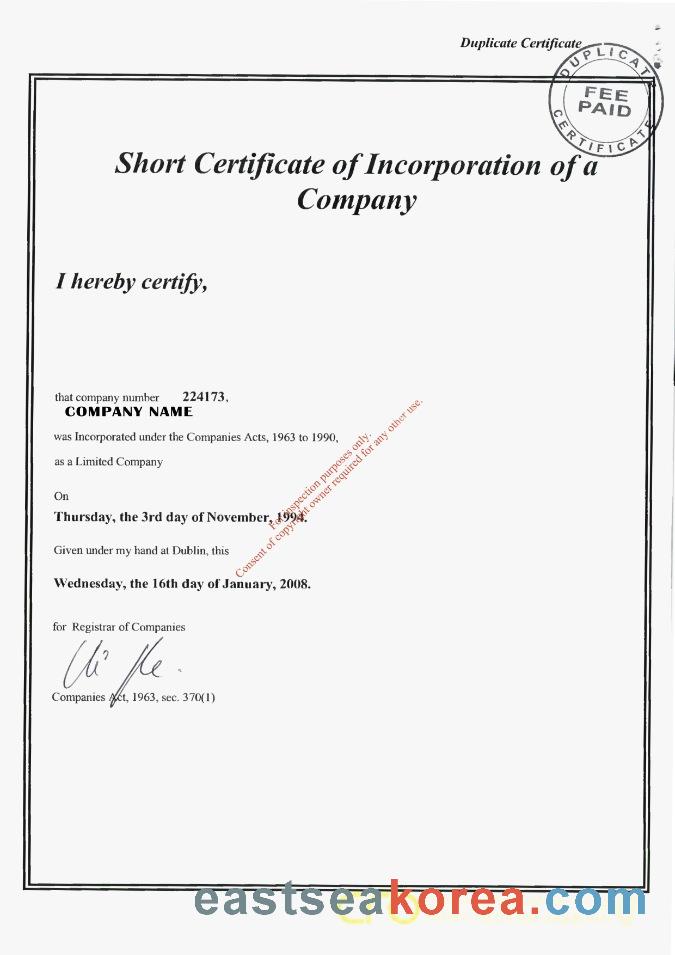 Duplicate Certificate
DUPLICATE
FEE
PAID
CERTIFICATE
Short Certificate of Incorporation of a
Company
I hereby certify,
that company number 224173,
COMPANY NAME
was Incorporated under the Companies Acts, 1963 to 1990,
as a Limited Company
On
Thursday, the 3rd day of November, 1994.
Given under my hand at Dublin, this
Wednesday, the 16th day of January, 2008.
for Registrar of Companies
Companies Act, 1963, sec. 370(1)
For inspection purposes only.
Consent of copyright owner required for any other use.
eastseakorea.com